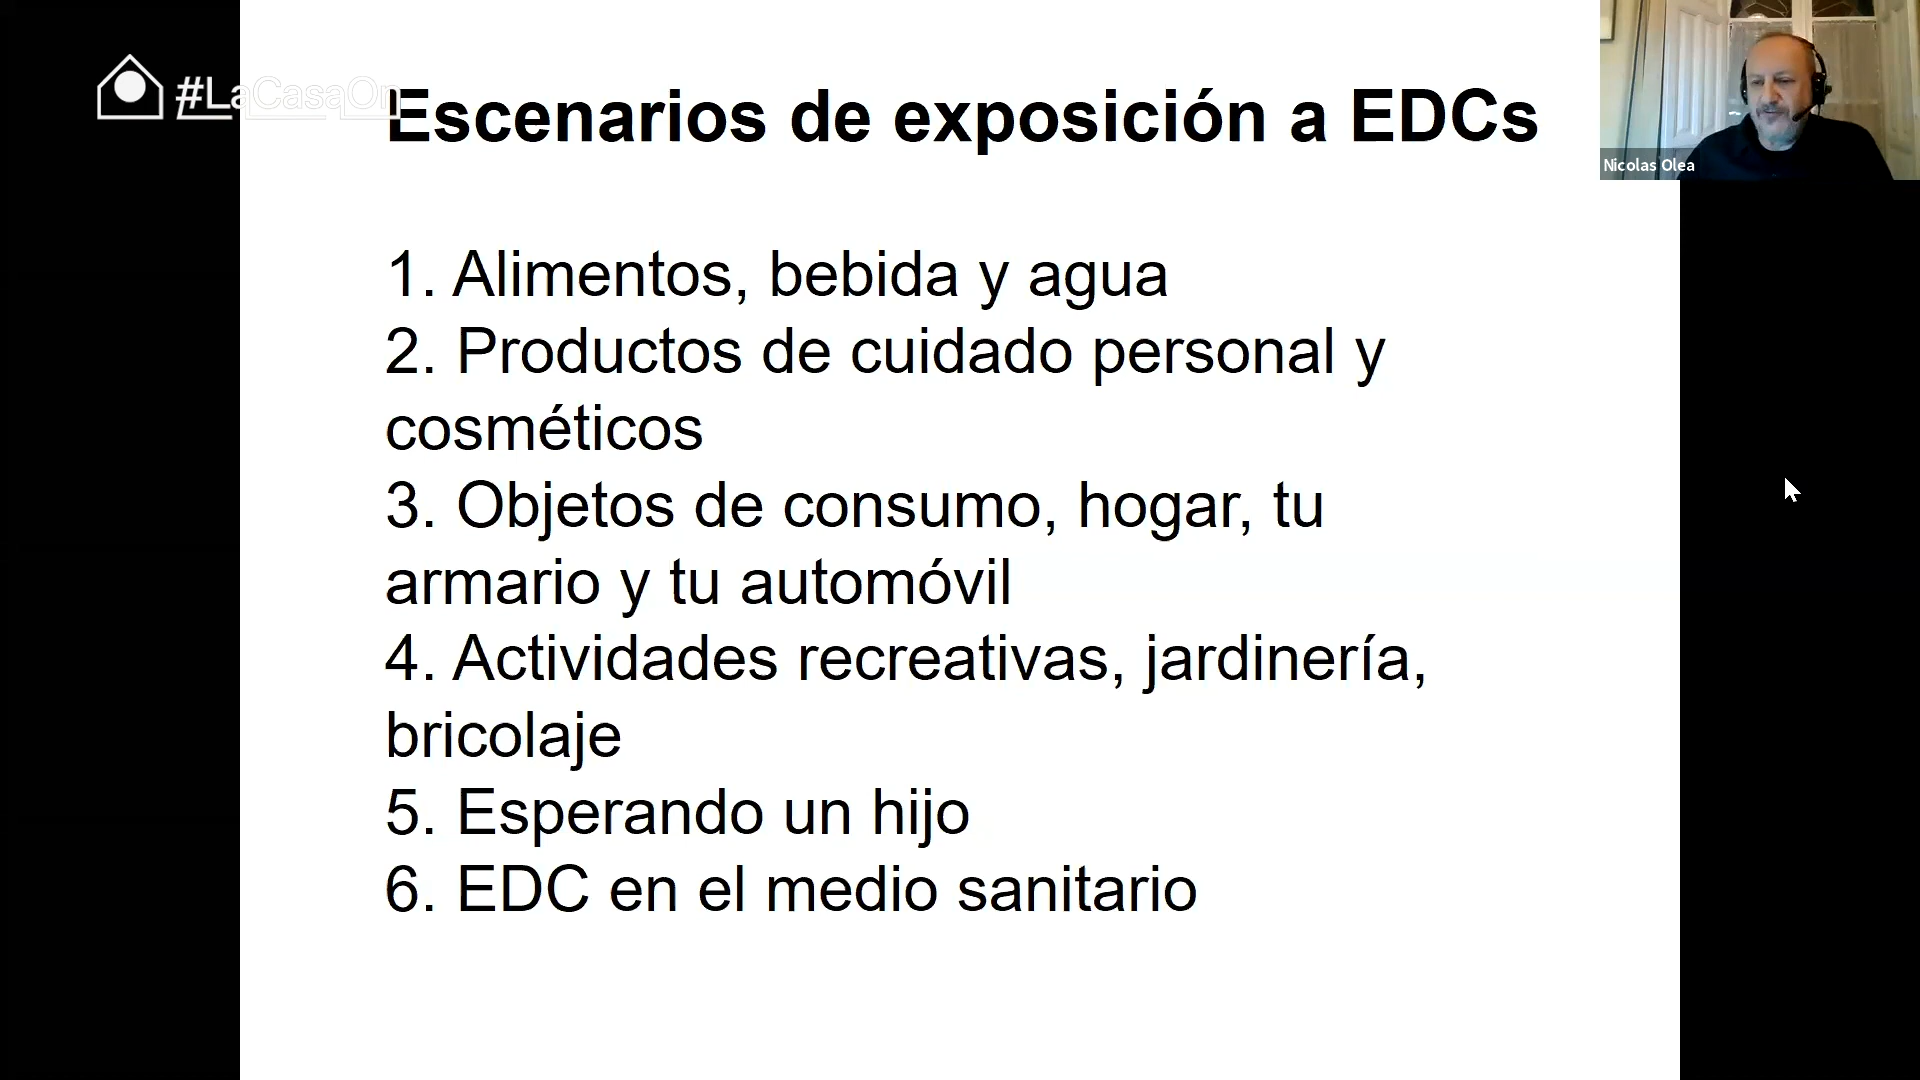 #LaCasaOn
Escenarios de exposición a EDCs
Nicolas Olea
1. Alimentos, bebida y agua
2. Productos de cuidado personal y
cosméticos
3. Objetos de consumo, hogar, tu
armario y tu automóvil
4. Actividades recreativas, jardinería,
bricolaje
5. Esperando un hijo
6. EDC en el medio sanitario